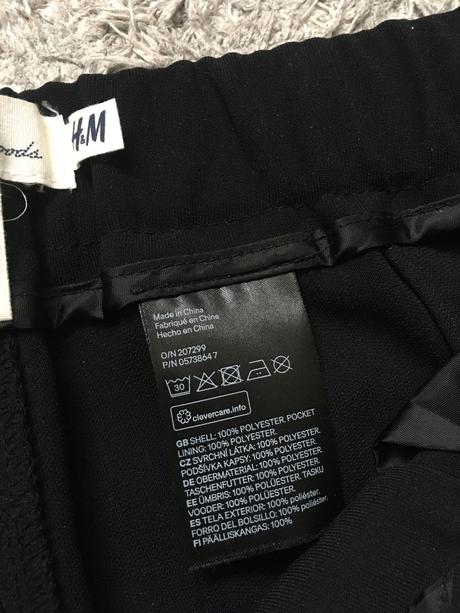 oods.
H&M
Made in China
Fabriqué en Chine
Hecho en China
O/N 207299
P/N 0573864 7
30
clevercare.info
GB SHELL: 100% POLYESTER. POCKET
LINING: 100% POLYESTER.
CZ SVRCHNÍ LÁTKA: 100% POLYESTER.
PODŠÍVKA KAPSY: 100% POLYESTER.
DE OBERMATERIAL: 100% POLYESTER.
TASCHENFUTTER: 100% POLYESTER.
EE ÜMBRIS: 100% POLÜESTER. TASKU
VOODER: 100% POLÜESTER.
ES TELA EXTERIOR: 100% poliéster.
FORRO DEL BOLSILLO: 100% poliéster.
FI PÄÄLLISKANGAS: 100%